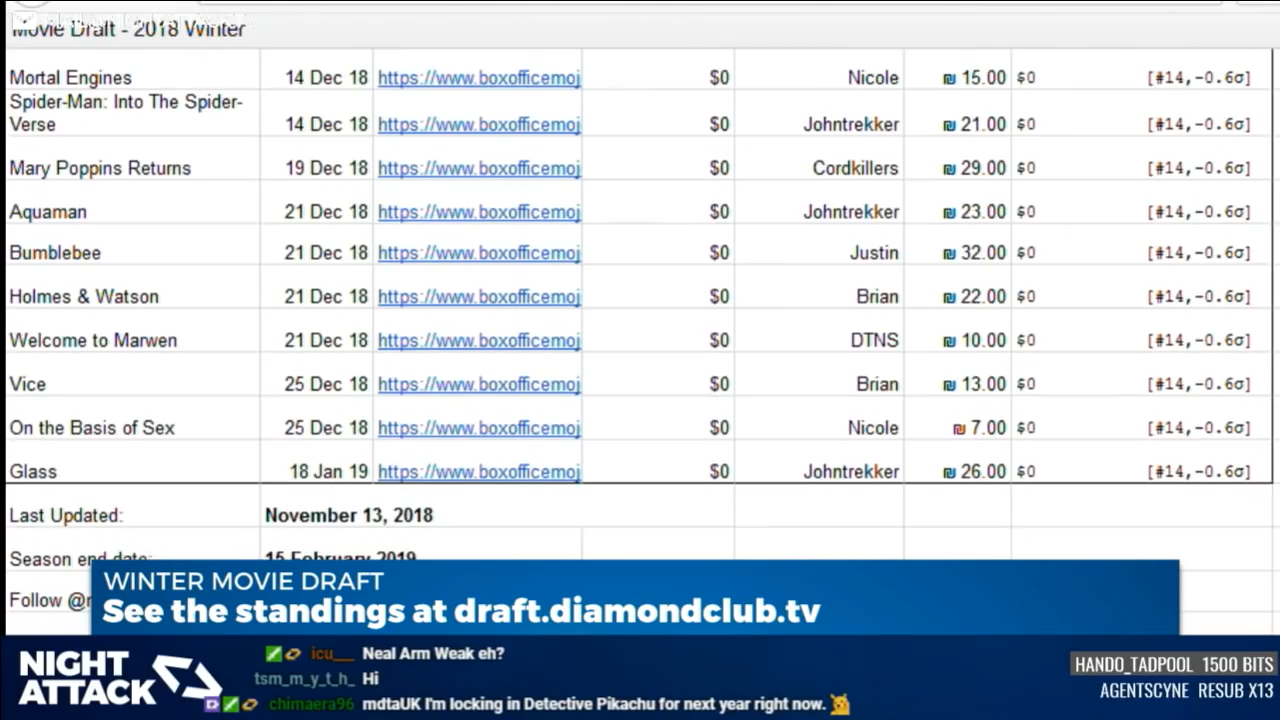 Movie Draft - 2018 Winter
Mortal Engines 14 Dec 18 https://www.boxofficemoj $0 Nicole ₪ 15.00 $0 [#14,-0.6σ]
Spider-Man: Into The Spider-
Verse 14 Dec 18 https://www.boxofficemoj $0 Johntrekker ₪ 21.00 $0 [#14,-0.6σ]
Mary Poppins Returns 19 Dec 18 https://www.boxofficemoj $0 Cordkillers ₪ 29.00 $0 [#14,-0.6σ]
Aquaman 21 Dec 18 https://www.boxofficemoj $0 Johntrekker ₪ 23.00 $0 [#14,-0.6σ]
Bumblebee 21 Dec 18 https://www.boxofficemoj $0 Justin ₪ 32.00 $0 [#14,-0.6σ]
Holmes & Watson 21 Dec 18 https://www.boxofficemoj $0 Brian ₪ 22.00 $0 [#14,-0.6σ]
Welcome to Marwen 21 Dec 18 https://www.boxofficemoj $0 DTNS ₪ 10.00 $0 [#14,-0.6σ]
Vice 25 Dec 18 https://www.boxofficemoj $0 Brian ₪ 13.00 $0 [#14,-0.6σ]
On the Basis of Sex 25 Dec 18 https://www.boxofficemoj $0 Nicole ₪ 7.00 $0 [#14,-0.6σ]
Glass 18 Jan 19 https://www.boxofficemoj $0 Johntrekker ₪ 26.00 $0 [#14,-0.6σ]
Last Updated: November 13, 2018
Season end date: 15 February 2019
Follow
WINTER MOVIE DRAFT
See the standings at draft.diamondclub.tv
NIGHT
ATTACK
icu__ Neal Arm Weak eh?
tsm_m_y_t_h_ Hi
chimaera96 mdtaUK I'm locking in Detective Pikachu for next year right now.
HANDO_TADPOOL 1500 BITS
AGENTSCYNE RESUB X13